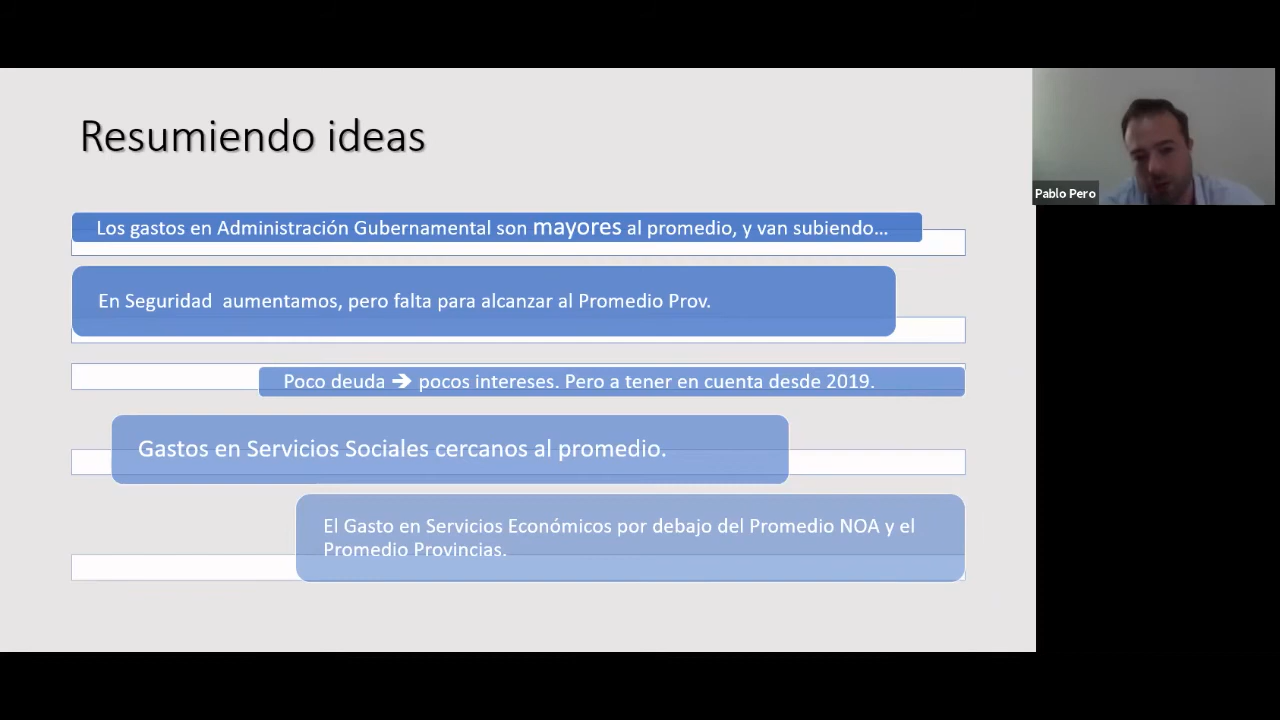 Resumiendo ideas
Pablo Pero
Los gastos en Administración Gubernamental son mayores al promedio, y van subiendo...
En Seguridad aumentamos, pero falta para alcanzar al Promedio Prov.
Poco deuda ➔ pocos intereses. Pero a tener en cuenta desde 2019.
Gastos en Servicios Sociales cercanos al promedio.
El Gasto en Servicios Económicos por debajo del Promedio NOA y el
Promedio Provincias.